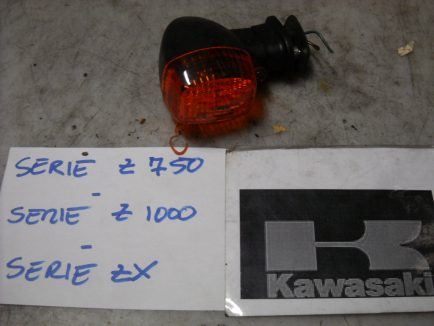 SERIE Z 750
- SERIE Z 1000
- SERIE ZX
Kawasaki